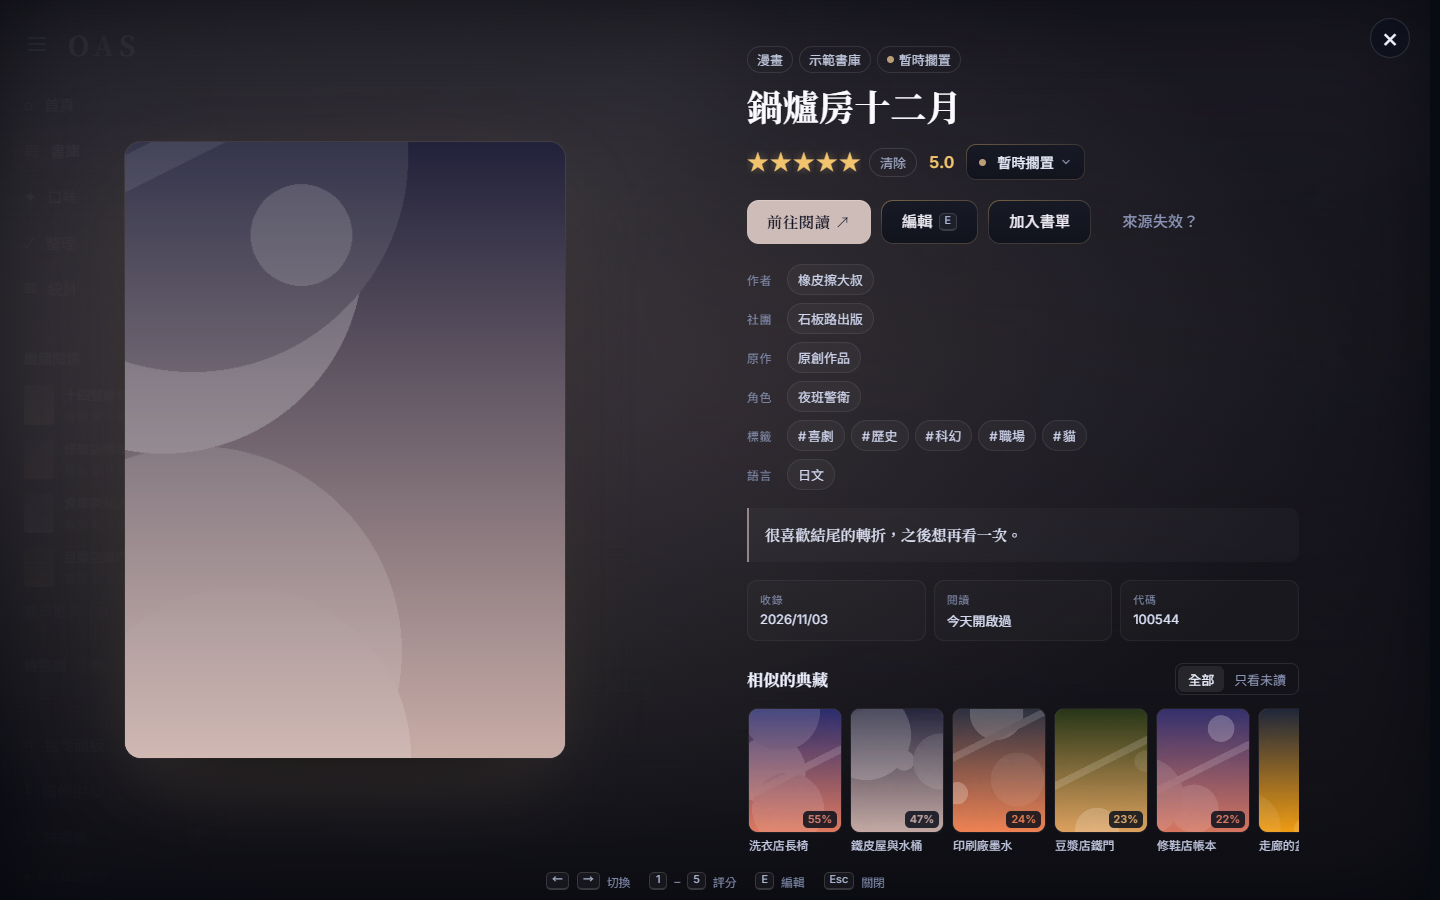 OAS
漫畫 示範書庫 暫時擱置
鍋爐房十二月
★★★★★ 清除 5.0 暫時擱置
前往閱讀 ↗ 編輯 E 加入書單 來源失效？
作者 橡皮擦大叔
社團 石板路出版
原作 原創作品
角色 夜班警衛
標籤 #喜劇 #歷史 #科幻 #職場 #貓
語言 日文
很喜歡結尾的轉折，之後想再看一次。
收錄 閱讀 代碼
2026/11/03 今天開啟過 100544
相似的典藏 全部 只看未讀
55% 47% 24% 23% 22%
洗衣店長椅 鐵皮屋與水桶 印刷廠墨水 豆漿店鐵門 修鞋店帳本 走廊的
← → 切換 1 – 5 評分 E 編輯 Esc 關閉